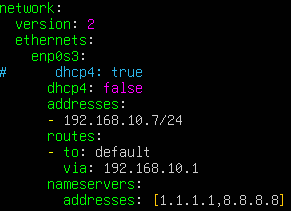 network:
  version: 2
  ethernets:
    enp0s3:
#      dhcp4: true
      dhcp4: false
      addresses:
      - 192.168.10.7/24
      routes:
      - to: default
        via: 192.168.10.1
      nameservers:
        addresses: [1.1.1.1,8.8.8.8]